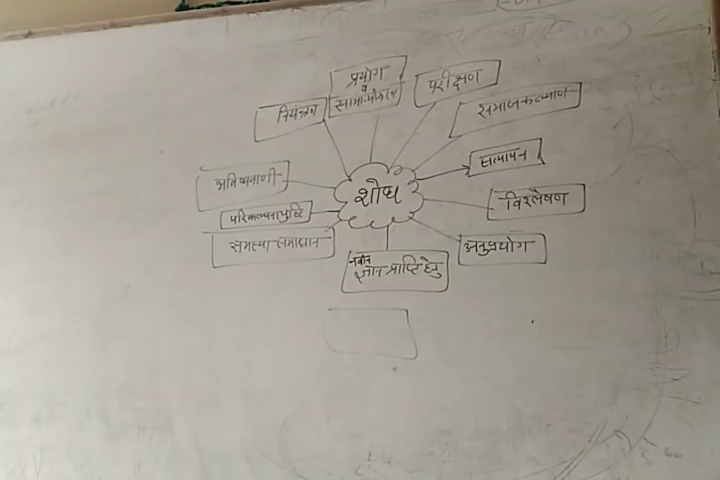 प्रयोग
व
सामान्यीकरण
परीक्षण
नियन्त्रण
समाजकल्याण
सत्यापन
भविष्यवाणी
शोध
विश्लेषण
परिकल्पनापुष्टि
समस्या समाधान
अनुप्रयोग
नवीन
ज्ञान प्राप्ति हेतु